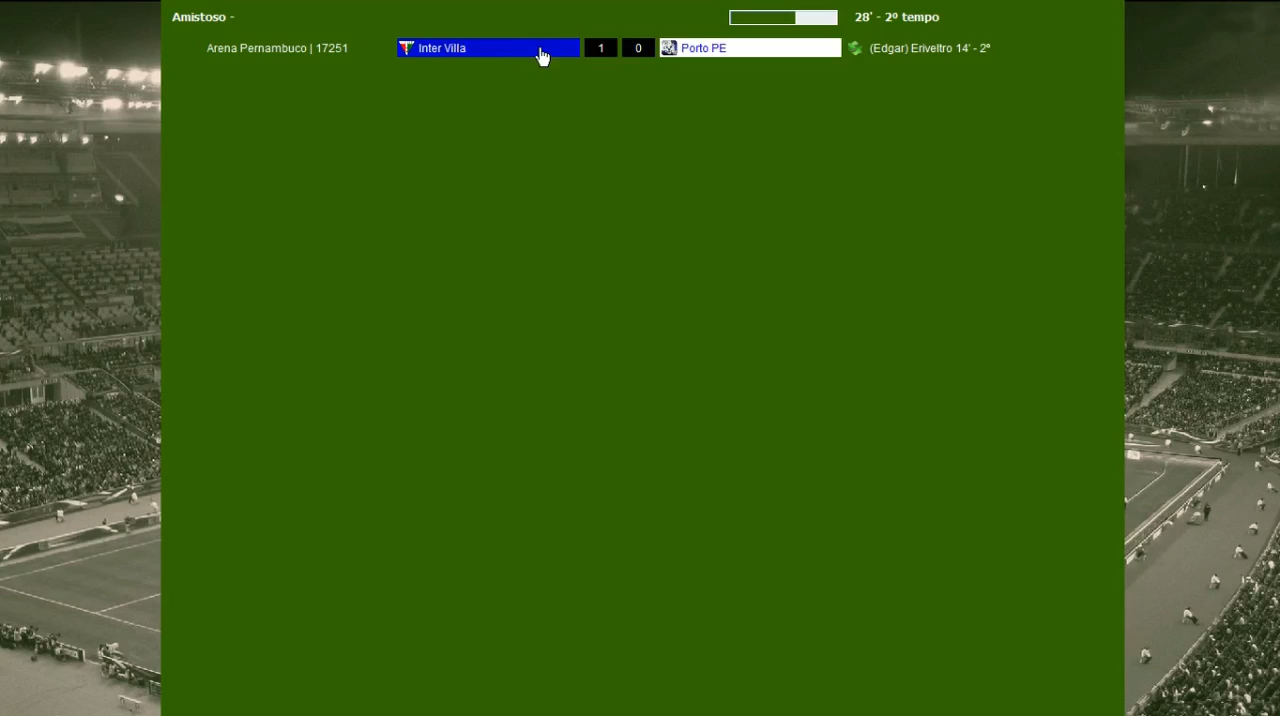 Amistoso - 28' - 2º tempo
Arena Pernambuco | 17251 Inter Villa 1 0 Porto PE (Edgar) Eriveltro 14' - 2º